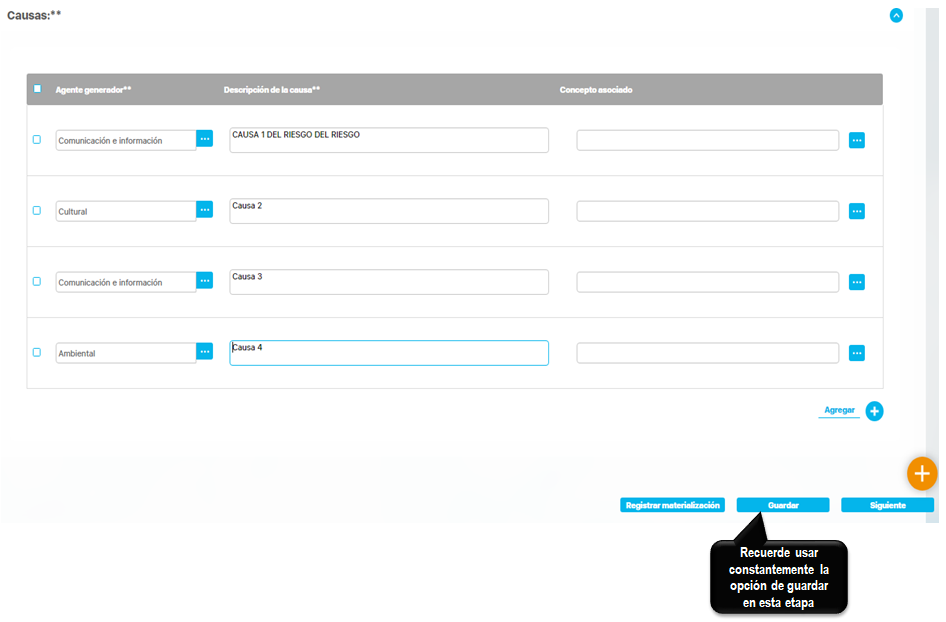 Causas:**
Agente generador** Descripción de la causa** Concepto asociado
Comunicación e información CAUSA 1 DEL RIESGO DEL RIESGO
Cultural Causa 2
Comunicación e información Causa 3
Ambiental Causa 4
Agregar
Registrar materialización Guardar Siguiente
Recuerde usar
constantemente la
opción de guardar
en esta etapa